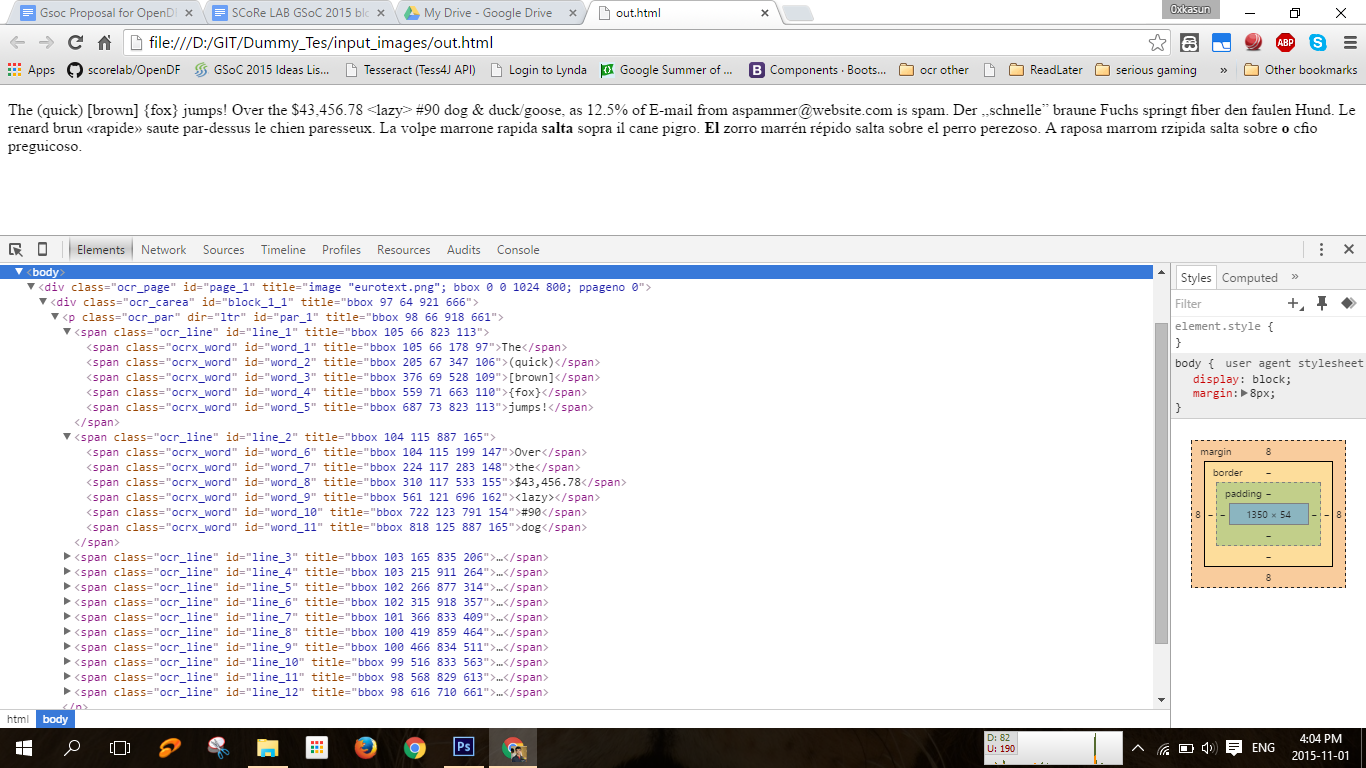 Gsoc Proposal for OpenDF
SCoRe LAB GSoC 2015 blo
My Drive - Google Drive
out.html
0xkasun
file:///D:/GIT/Dummy_Tes/input_images/out.html
Apps
scorelab/OpenDF
GSoC 2015 Ideas Lis...
Tesseract (Tess4J API)
Login to Lynda
Google Summer of ...
Components · Boots...
ocr other
ReadLater
serious gaming
»
Other bookmarks
The (quick) [brown] {fox} jumps! Over the $43,456.78 <lazy> #90 dog & duck/goose, as 12.5% of E-mail from aspammer@website.com is spam. Der ,,schnelle” braune Fuchs springt fiber den faulen Hund. Le
renard brun «rapide» saute par-dessus le chien paresseux. La volpe marrone rapida salta sopra il cane pigro. El zorro marrén répido salta sobre el perro perezoso. A raposa marrom rzipida salta sobre o cfio
preguicoso.
Elements Network Sources Timeline Profiles Resources Audits Console
<body>
<div class="ocr_page" id="page_1" title="image "eurotext.png"; bbox 0 0 1024 800; ppageno 0">
<div class="ocr_carea" id="block_1_1" title="bbox 97 64 921 666">
<p class="ocr_par" dir="ltr" id="par_1" title="bbox 98 66 918 661">
<span class="ocr_line" id="line_1" title="bbox 105 66 823 113">
<span class="ocrx_word" id="word_1" title="bbox 105 66 178 97">The</span>
<span class="ocrx_word" id="word_2" title="bbox 205 67 347 106">(quick)</span>
<span class="ocrx_word" id="word_3" title="bbox 376 69 528 109">[brown]</span>
<span class="ocrx_word" id="word_4" title="bbox 559 71 663 110">{fox}</span>
<span class="ocrx_word" id="word_5" title="bbox 687 73 823 113">jumps!</span>
</span>
<span class="ocr_line" id="line_2" title="bbox 104 115 887 165">
<span class="ocrx_word" id="word_6" title="bbox 104 115 199 147">Over</span>
<span class="ocrx_word" id="word_7" title="bbox 224 117 283 148">the</span>
<span class="ocrx_word" id="word_8" title="bbox 310 117 533 155">$43,456.78</span>
<span class="ocrx_word" id="word_9" title="bbox 561 121 696 162"><lazy></span>
<span class="ocrx_word" id="word_10" title="bbox 722 123 791 154">#90</span>
<span class="ocrx_word" id="word_11" title="bbox 818 125 887 165">dog</span>
</span>
<span class="ocr_line" id="line_3" title="bbox 103 165 835 206">…</span>
<span class="ocr_line" id="line_4" title="bbox 103 215 911 264">…</span>
<span class="ocr_line" id="line_5" title="bbox 102 266 877 314">…</span>
<span class="ocr_line" id="line_6" title="bbox 102 315 918 357">…</span>
<span class="ocr_line" id="line_7" title="bbox 101 366 833 409">…</span>
<span class="ocr_line" id="line_8" title="bbox 100 419 859 464">…</span>
<span class="ocr_line" id="line_9" title="bbox 100 466 834 511">…</span>
<span class="ocr_line" id="line_10" title="bbox 99 516 833 563">…</span>
<span class="ocr_line" id="line_11" title="bbox 98 568 829 613">…</span>
<span class="ocr_line" id="line_12" title="bbox 98 616 710 661">…</span>
</p>
html body
Styles Computed »
Filter
element.style {
}
body { user agent stylesheet
display: block;
margin: 8px;
}
margin 8
border –
padding –
8 – – 1350 × 54 – – 8
–
–
8
D: 82
U: 190
ENG
4:04 PM
2015-11-01